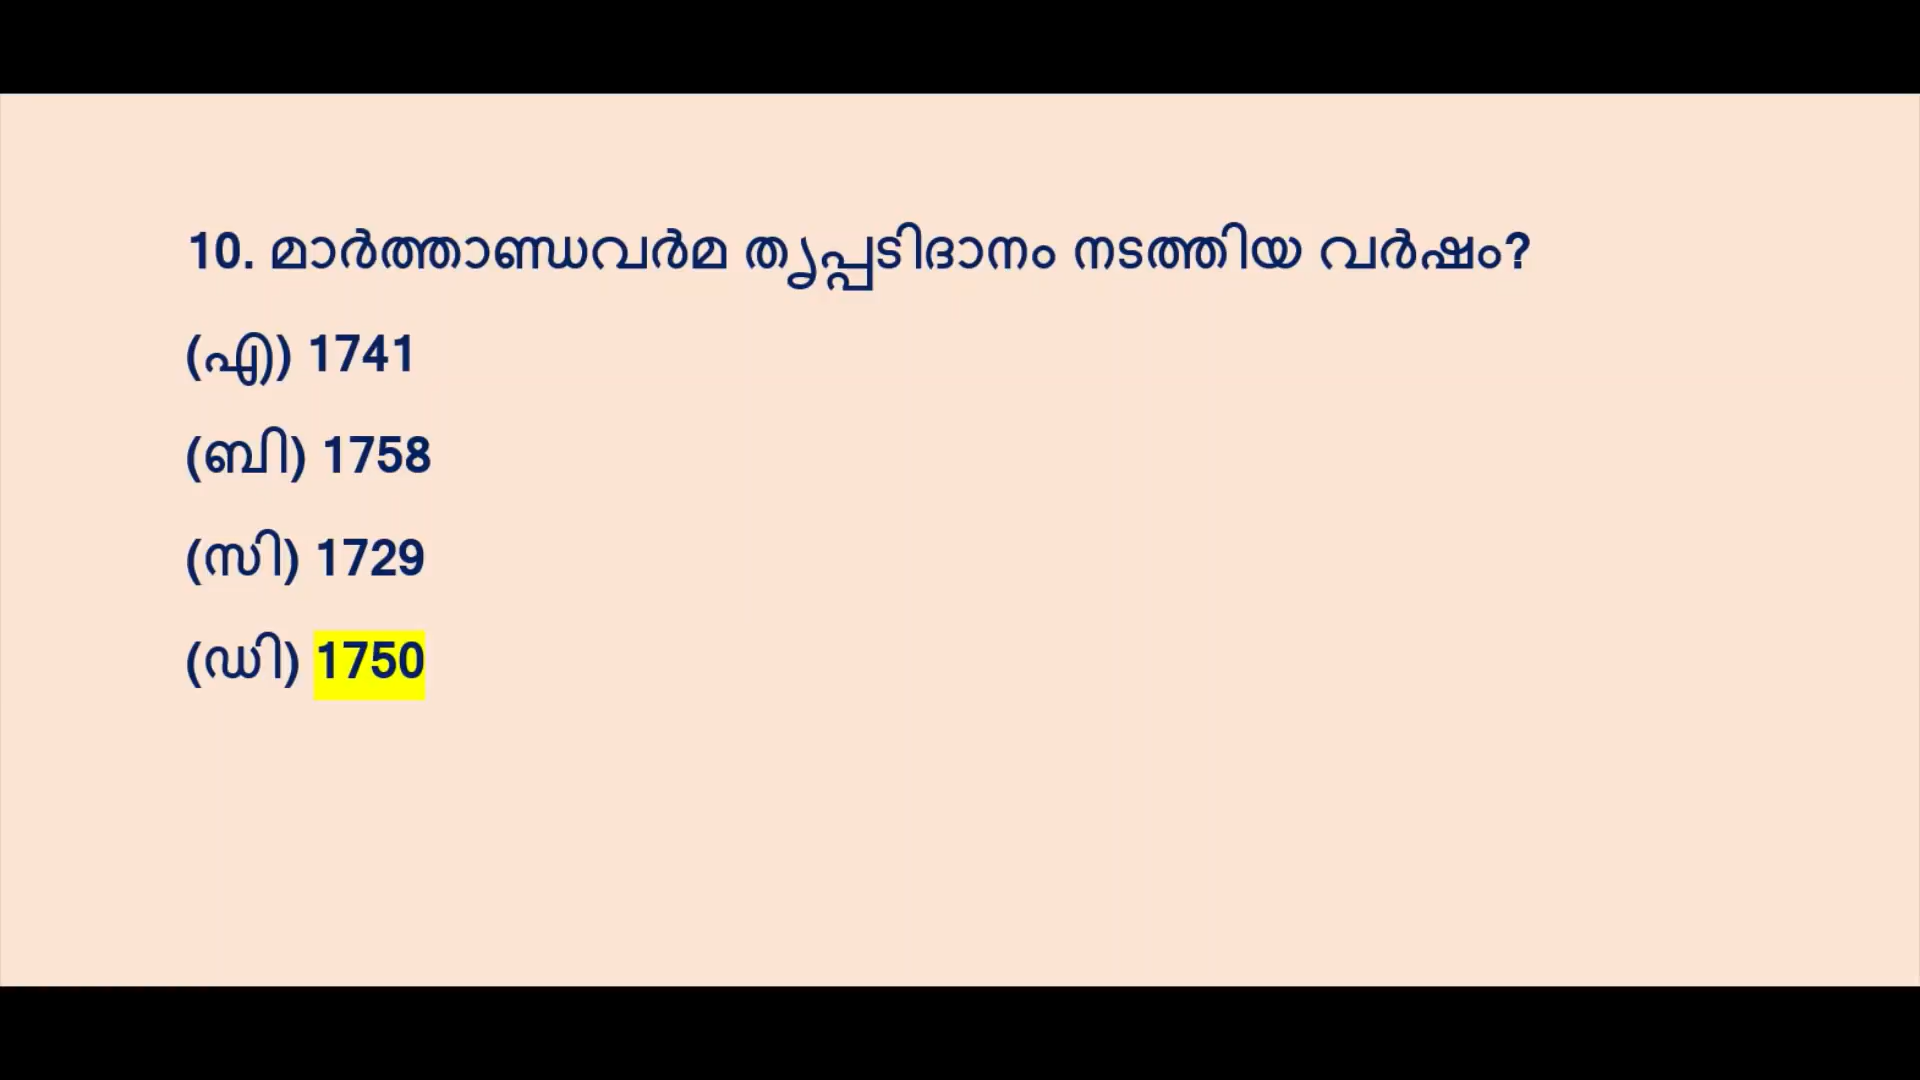 10. മാർത്താണ്ഡവർമ തൃപ്പടിദാനം നടത്തിയ വർഷം?
(എ) 1741
(ബി) 1758
(സി) 1729
(ഡി) 1750